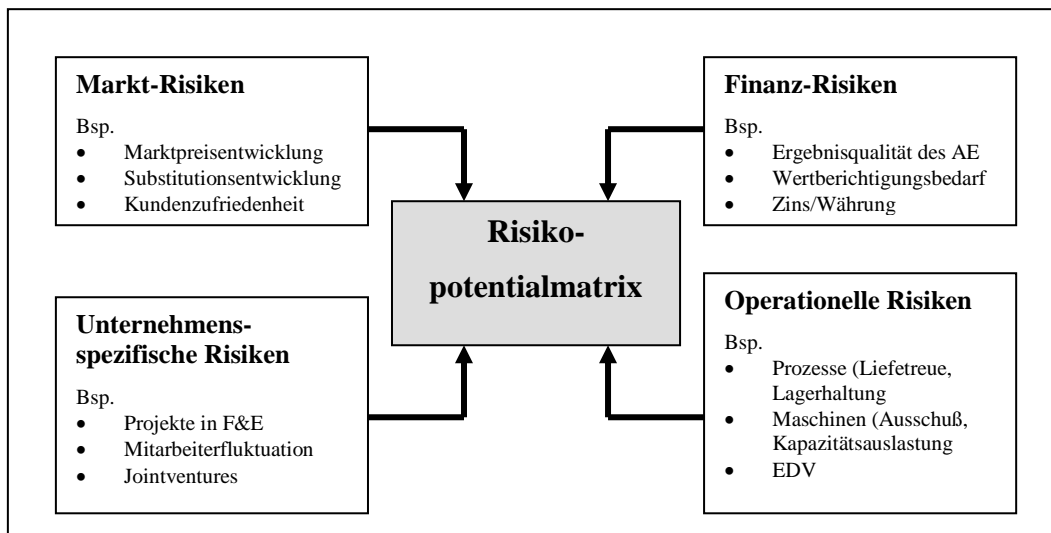 Markt-Risiken
Bsp.
• Marktpreisentwicklung
• Substitutionsentwicklung
• Kundenzufriedenheit
Finanz-Risiken
Bsp.
• Ergebnisqualität des AE
• Wertberichtigungsbedarf
• Zins/Währung
Risiko-
potentialmatrix
Unternehmens-
spezifische Risiken
Bsp.
• Projekte in F&E
• Mitarbeiterfluktuation
• Jointventures
Operationelle Risiken
Bsp.
• Prozesse (Liefetreue,
Lagerhaltung
• Maschinen (Ausschuß,
Kapazitätsauslastung
• EDV